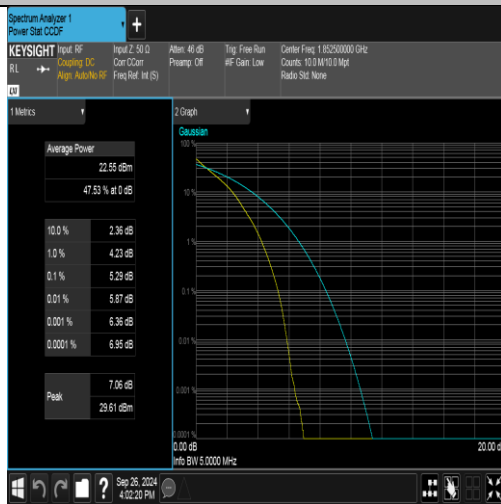 Spectrum Analyzer 1
Power Stat CCDF
+
KEYSIGHT
RL
LXI
Input: RF
Coupling: DC
Align: Auto/No RF
Input Z: 50 Ω
Corr CCorr
Freq Ref: Int (S)
Atten: 46 dB
Preamp: Off
Trig: Free Run
#IF Gain: Low
Center Freq: 1.852500000 GHz
Counts: 10.0 M/10.0 Mpt
Radio Std: None
1 Metrics
Average Power
22.55 dBm
47.53 % at 0 dB
10.0 % 2.36 dB
1.0 % 4.23 dB
0.1 % 5.29 dB
0.01 % 5.87 dB
0.001 % 6.36 dB
0.0001 % 6.95 dB
Peak
7.06 dB
29.61 dBm
2 Graph
Gaussian
100 %
10 %
1 %
0.1 %
0.01 %
0.001 %
0.0001 %
0.00 dB
20.00 d
Info BW 5.0000 MHz
?
Sep 26, 2024
4:02:20 PM